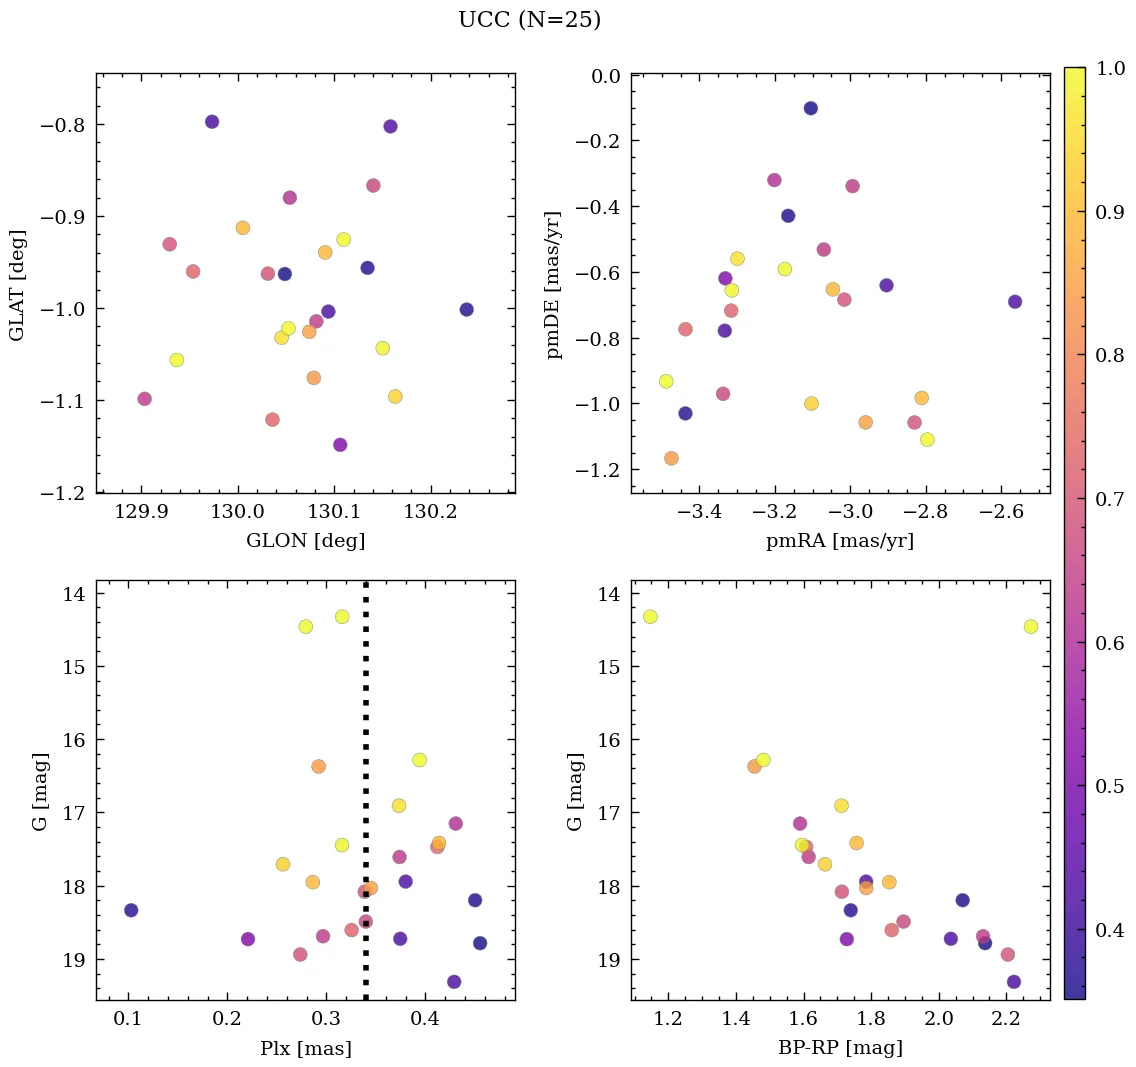 UCC (N=25)
−0.8
−0.9
−1.0
−1.1
−1.2
GLAT [deg]
129.9 130.0 130.1 130.2
GLON [deg]
0.0
−0.2
−0.4
−0.6
−0.8
−1.0
−1.2
pmDE [mas/yr]
−3.4 −3.2 −3.0 −2.8 −2.6
pmRA [mas/yr]
1.0
0.9
0.8
0.7
0.6
0.5
0.4
14
15
16
17
18
19
G [mag]
0.1 0.2 0.3 0.4
Plx [mas]
14
15
16
17
18
19
G [mag]
1.2 1.4 1.6 1.8 2.0 2.2
BP-RP [mag]